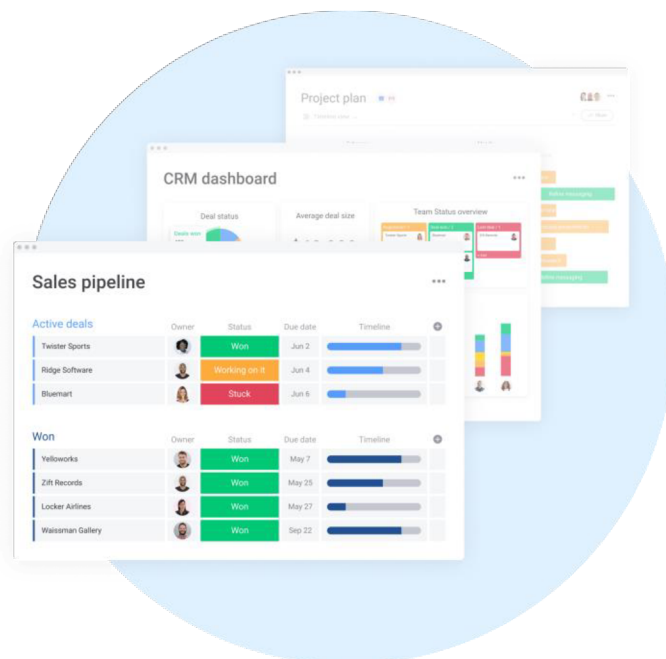 Project plan
CRM dashboard
Deal status
Average deal size
Team Status overview
Deals won
Sales pipeline
Active deals Owner Status Due date Timeline
Twister Sports Won Jun 2
Ridge Software Working on it Jun 4
Bluemart Stuck Jun 6
Won Owner Status Due date Timeline
Yelloworks Won May 7
Zift Records Won May 25
Locker Airlines Won May 27
Waissman Gallery Won Sep 22